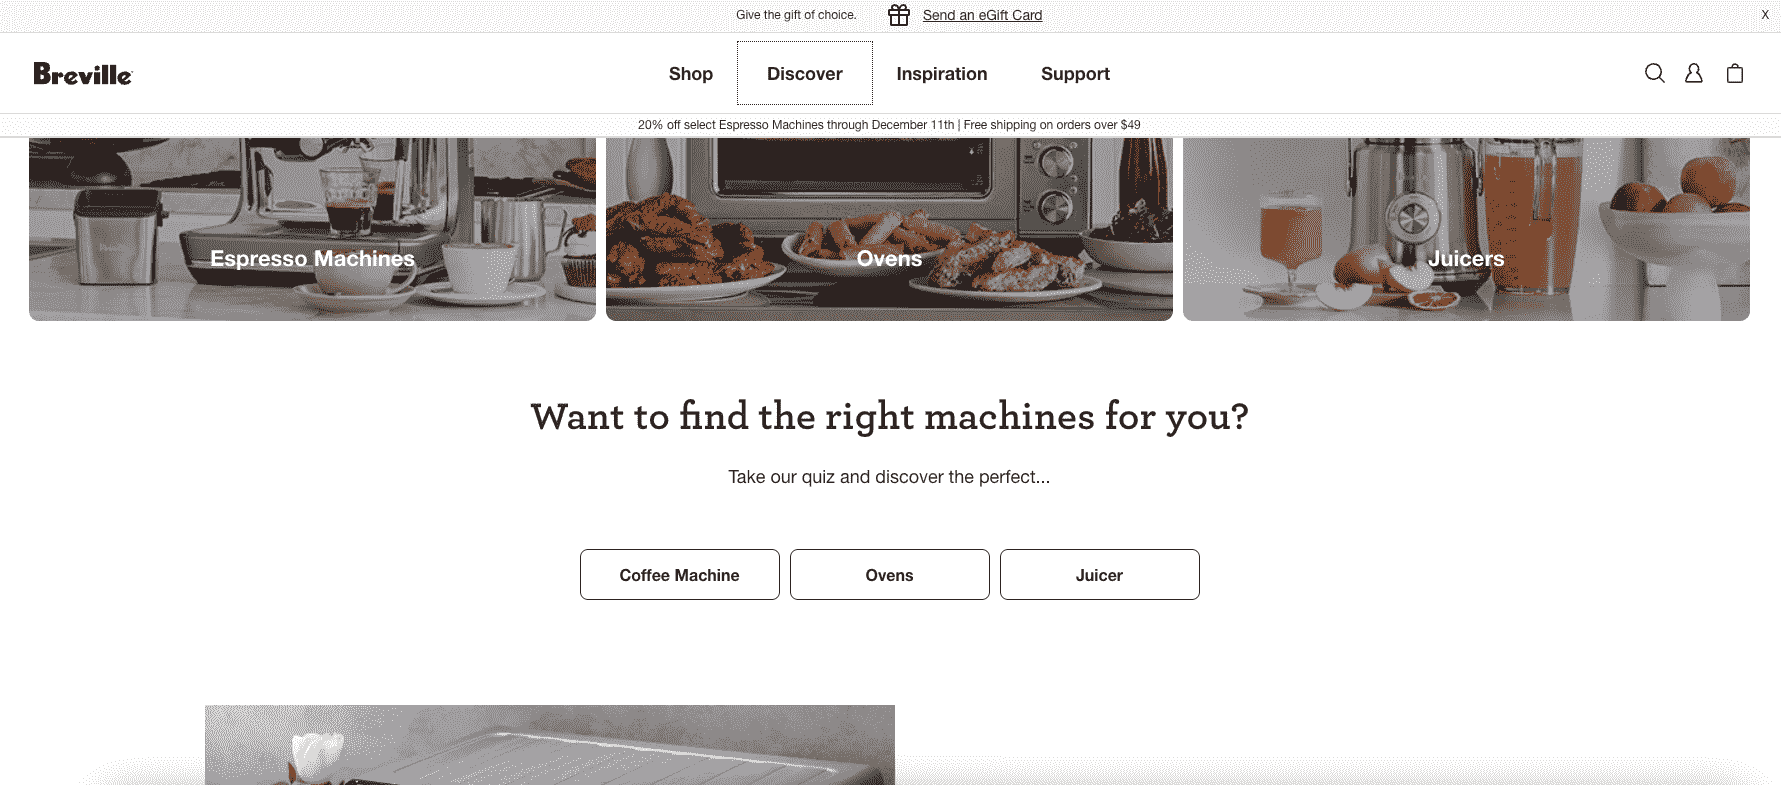 Give the gift of choice. Send an eGift Card X
Breville Shop Discover Inspiration Support
20% off select Espresso Machines through December 11th | Free shipping on orders over $49
Espresso Machines Ovens Juicers
Want to find the right machines for you?
Take our quiz and discover the perfect...
Coffee Machine Ovens Juicer